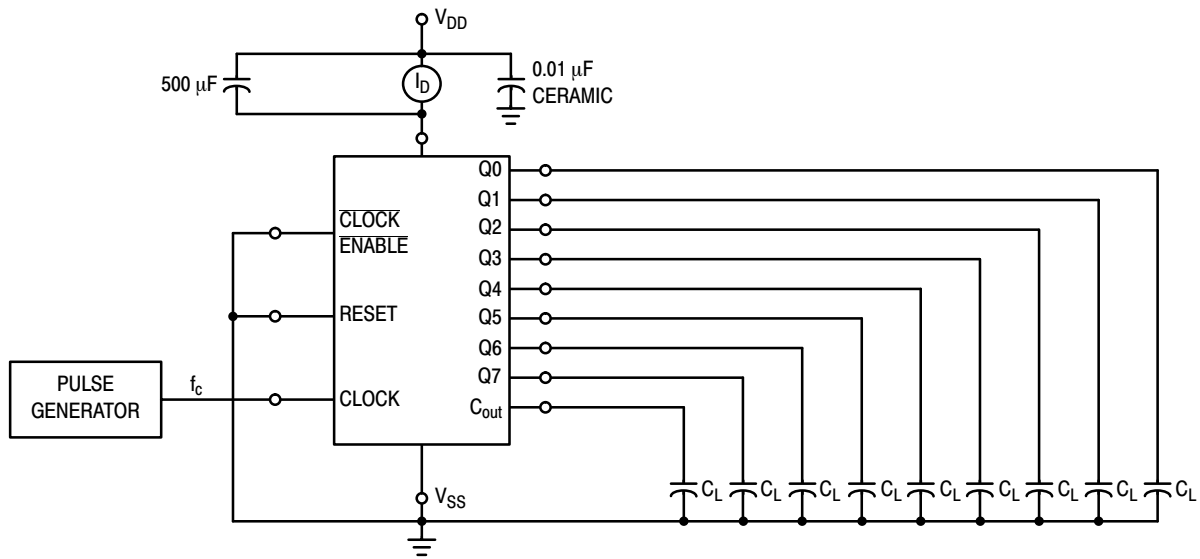 V_DD
500 μF
I_D
0.01 μF
CERAMIC
CLOCK
ENABLE
RESET
CLOCK
Q0
Q1
Q2
Q3
Q4
Q5
Q6
Q7
C_out
PULSE
GENERATOR
f_c
V_SS
C_L
C_L
C_L
C_L
C_L
C_L
C_L
C_L
C_L